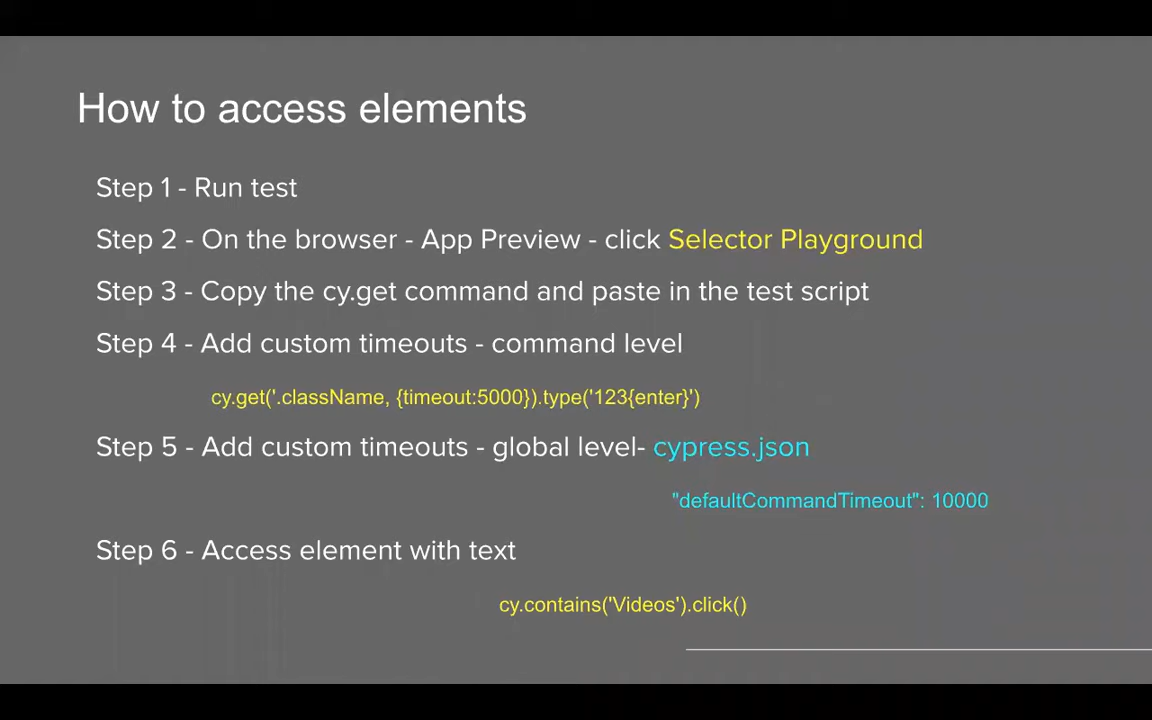 How to access elements
Step 1 - Run test
Step 2 - On the browser - App Preview - click Selector Playground
Step 3 - Copy the cy.get command and paste in the test script
Step 4 - Add custom timeouts - command level
cy.get('.className, {timeout:5000}).type('123{enter}')
Step 5 - Add custom timeouts - global level- cypress.json
"defaultCommandTimeout": 10000
Step 6 - Access element with text
cy.contains('Videos').click()